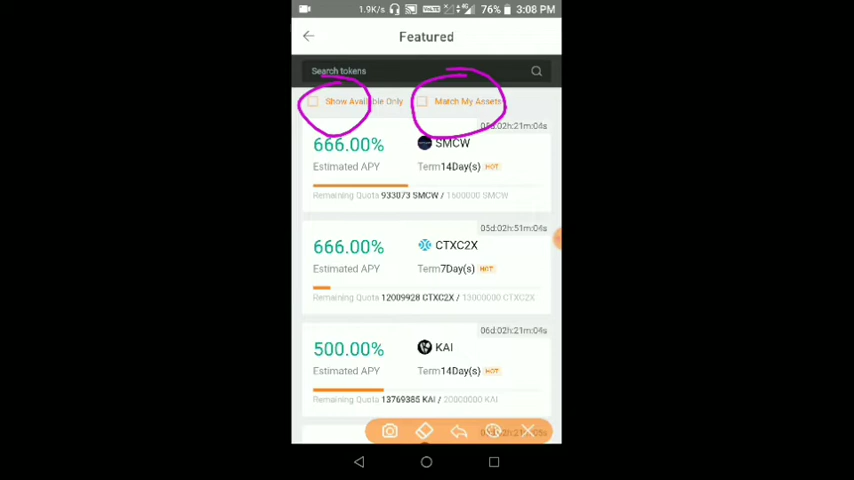 1.9K/s VoLTE 4G 76% 3:08 PM
Featured
Search tokens
Show Available Only Match My Assets
05d:02h:21m:04s
666.00% SMCW
Estimated APY Term14Day(s) HOT
Remaining Quota 933073 SMCW / 1600000 SMCW
05d:02h:51m:04s
666.00% CTXC2X
Estimated APY Term7Day(s) HOT
Remaining Quota 12009928 CTXC2X / 13000000 CTXC2X
06d:02h:21m:04s
500.00% KAI
Estimated APY Term14Day(s) HOT
Remaining Quota 13769385 KAI / 20000000 KAI